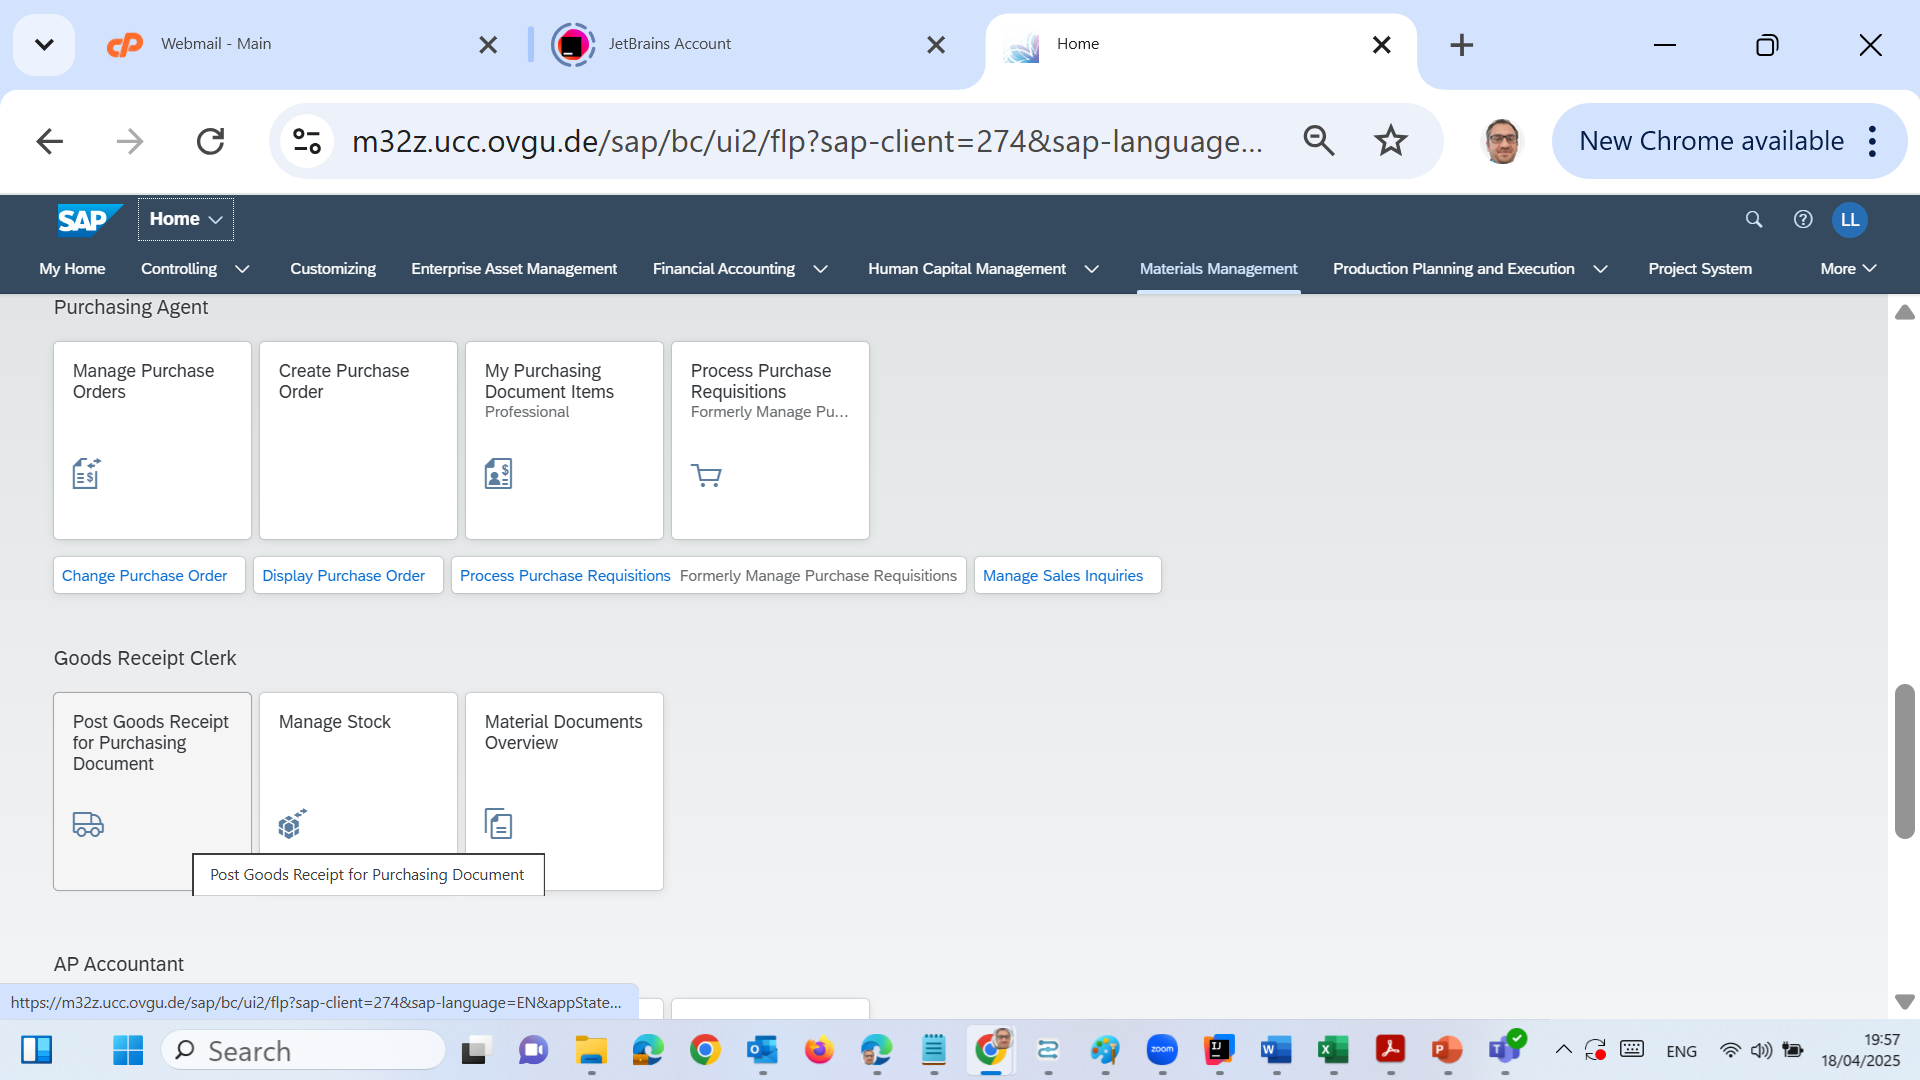 Webmail - Main
JetBrains Account
Home
m32z.ucc.ovgu.de/sap/bc/ui2/flp?sap-client=274&sap-language...
New Chrome available
SAP
Home
LL
My Home
Controlling
Customizing
Enterprise Asset Management
Financial Accounting
Human Capital Management
Materials Management
Production Planning and Execution
Project System
More
Purchasing Agent
Manage Purchase
Orders
Create Purchase
Order
My Purchasing
Document Items
Professional
Process Purchase
Requisitions
Formerly Manage Pu...
Change Purchase Order
Display Purchase Order
Process Purchase Requisitions Formerly Manage Purchase Requisitions
Manage Sales Inquiries
Goods Receipt Clerk
Post Goods Receipt
for Purchasing
Document
Manage Stock
Material Documents
Overview
Post Goods Receipt for Purchasing Document
AP Accountant
https://m32z.ucc.ovgu.de/sap/bc/ui2/flp?sap-client=274&sap-language=EN&appState...
Search
zoom
ENG
19:57
18/04/2025